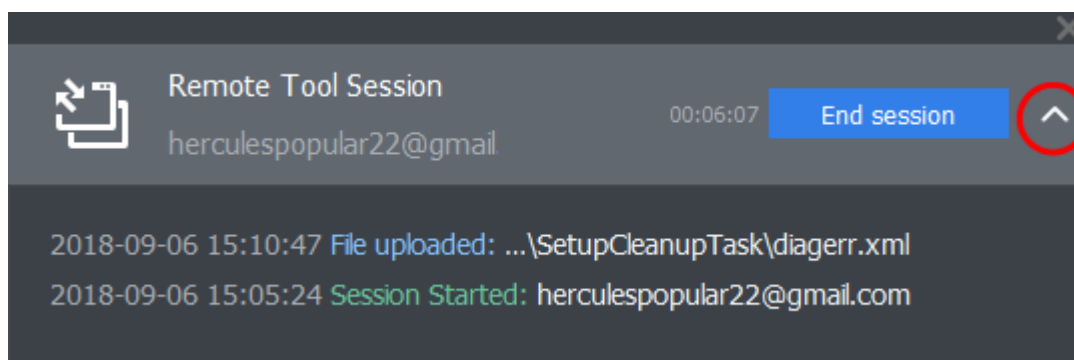 Remote Tool Session
herculespopular22@gmail
00:06:07
End session
2018-09-06 15:10:47 File uploaded: ...\SetupCleanupTask\diagerr.xml
2018-09-06 15:05:24 Session Started: herculespopular22@gmail.com